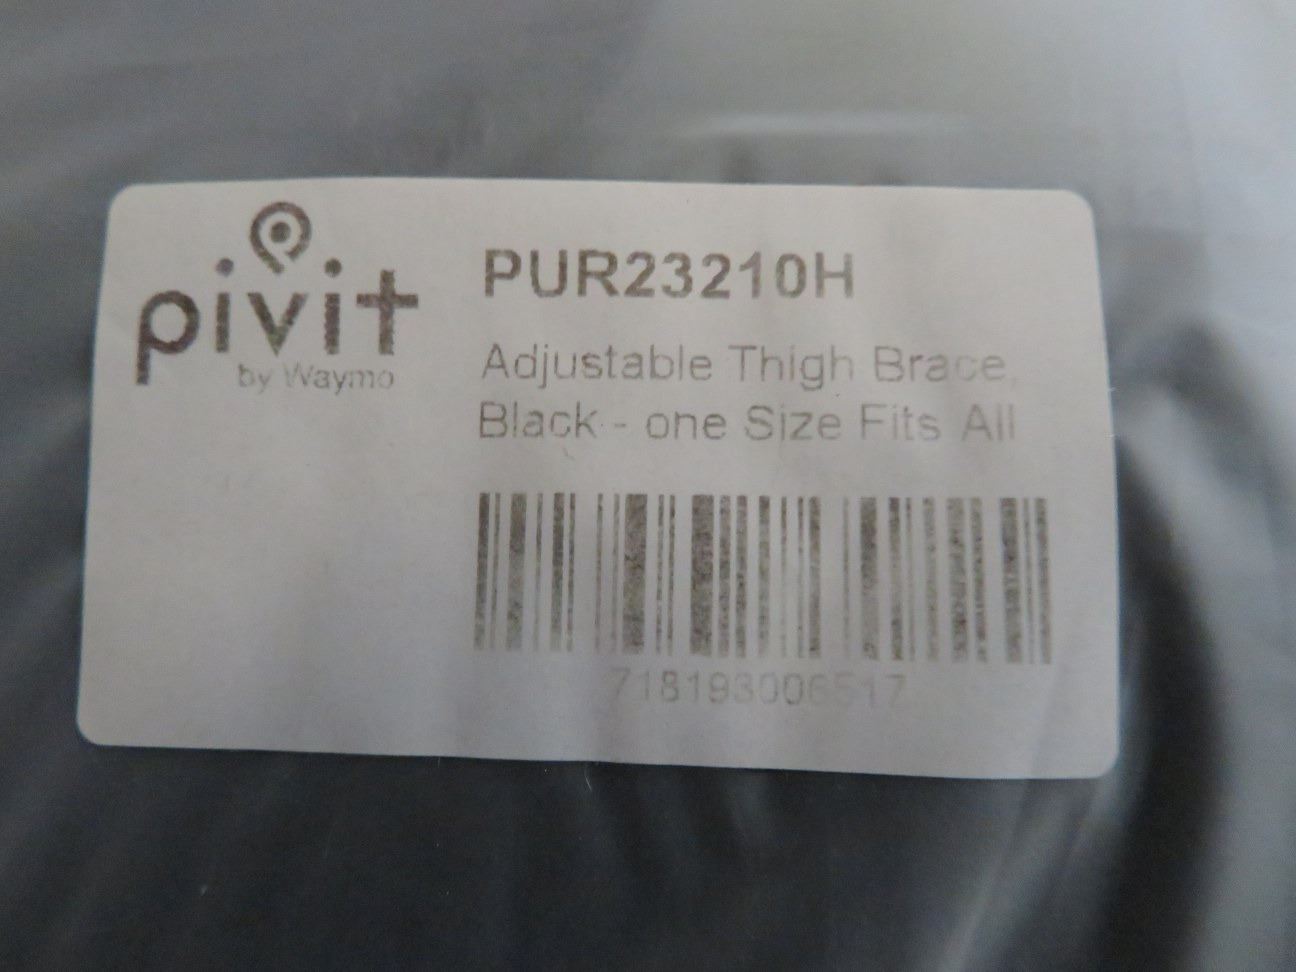 pivit
by Waymo
PUR23210H
Adjustable Thigh Brace,
Black - one Size Fits All
718193006517